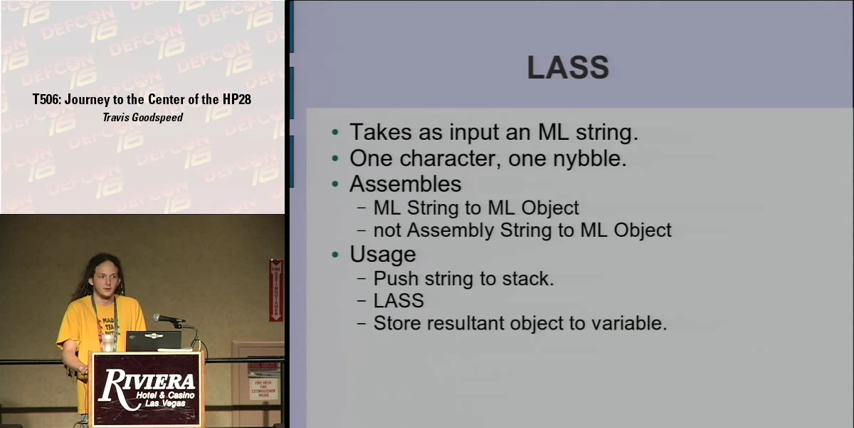 T506: Journey to the Center of the HP28
Travis Goodspeed
DEFCON 16
LASS
• Takes as input an ML string.
• One character, one nybble.
• Assembles
– ML String to ML Object
– not Assembly String to ML Object
• Usage
– Push string to stack.
– LASS
– Store resultant object to variable.
RIVIERA
Hotel & Casino
Las Vegas